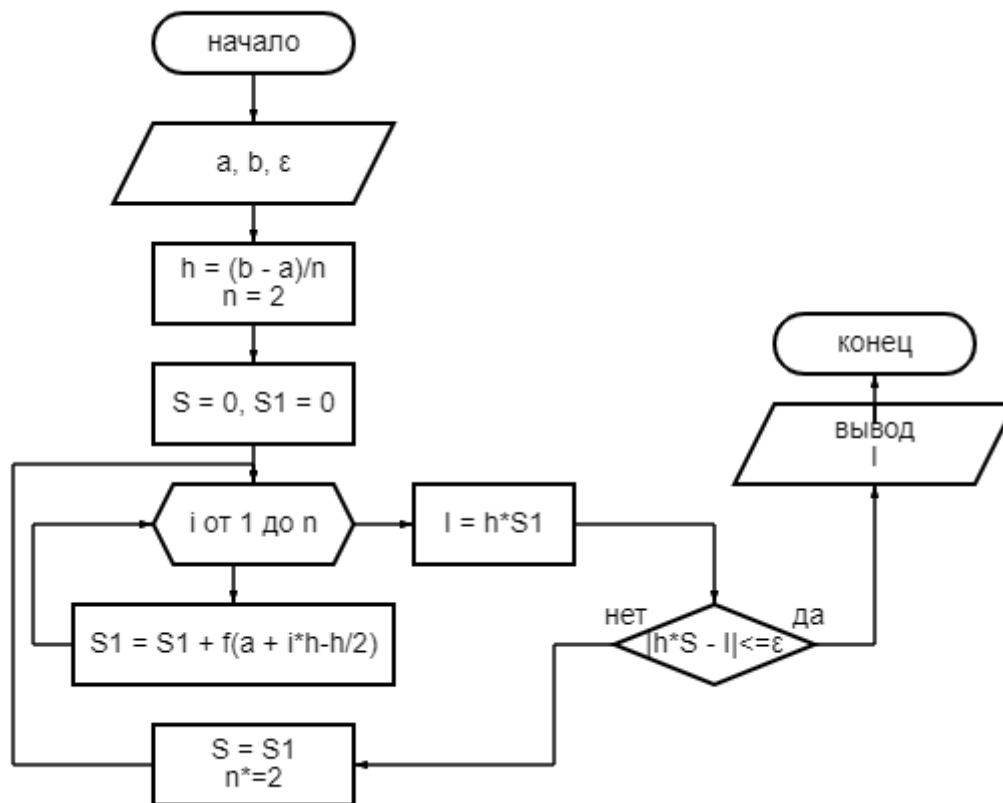 начало
a, b, ε
h = (b - a)/n
n = 2
S = 0, S1 = 0
i от 1 до n
I = h*S1
S1 = S1 + f(a + i*h-h/2)
нет
да
|h*S - I|<=ε
S = S1
n*=2
вывод
I
конец